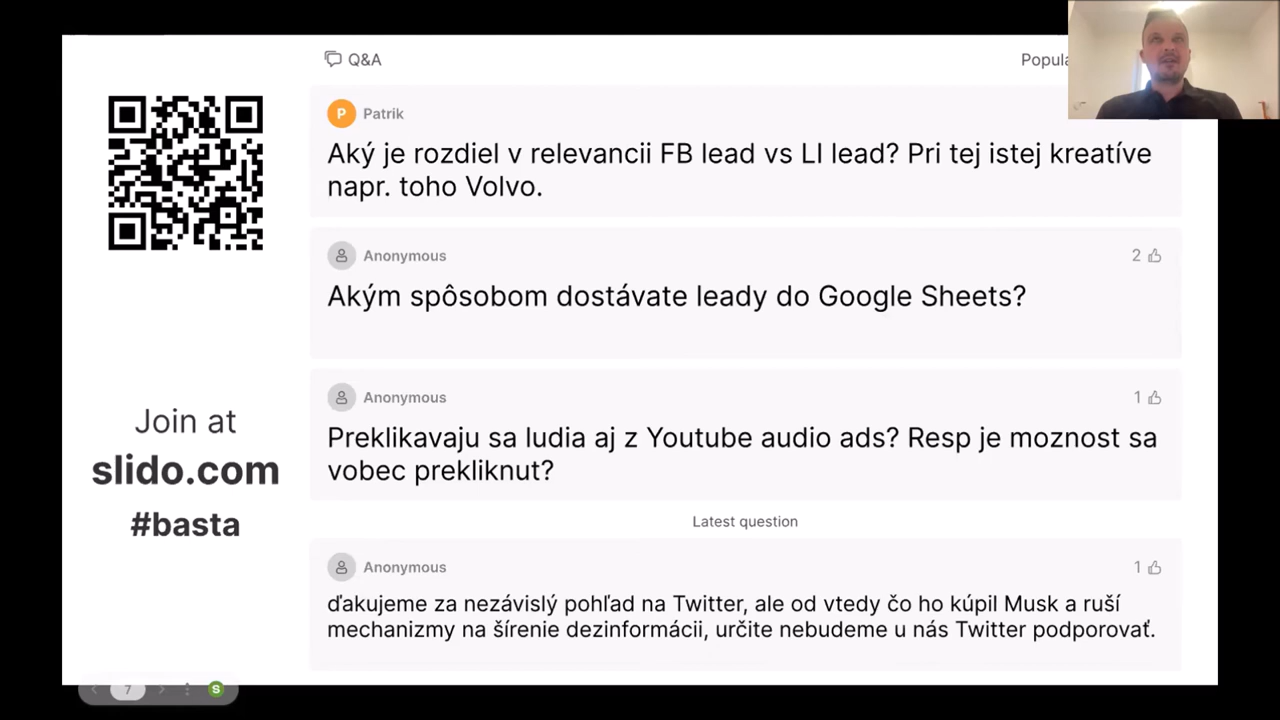 Q&A
Popula
P Patrik
Aký je rozdiel v relevancii FB lead vs LI lead? Pri tej istej kreatíve
napr. toho Volvo.
Anonymous
2
Akým spôsobom dostávate leady do Google Sheets?
Anonymous
1
Preklikavaju sa ludia aj z Youtube audio ads? Resp je moznost sa
vobec prekliknut?
Latest question
Anonymous
1
ďakujeme za nezávislý pohľad na Twitter, ale od vtedy čo ho kúpil Musk a ruší
mechanizmy na šírenie dezinformácii, určite nebudeme u nás Twitter podporovať.
Join at
slido.com
#basta
7
S